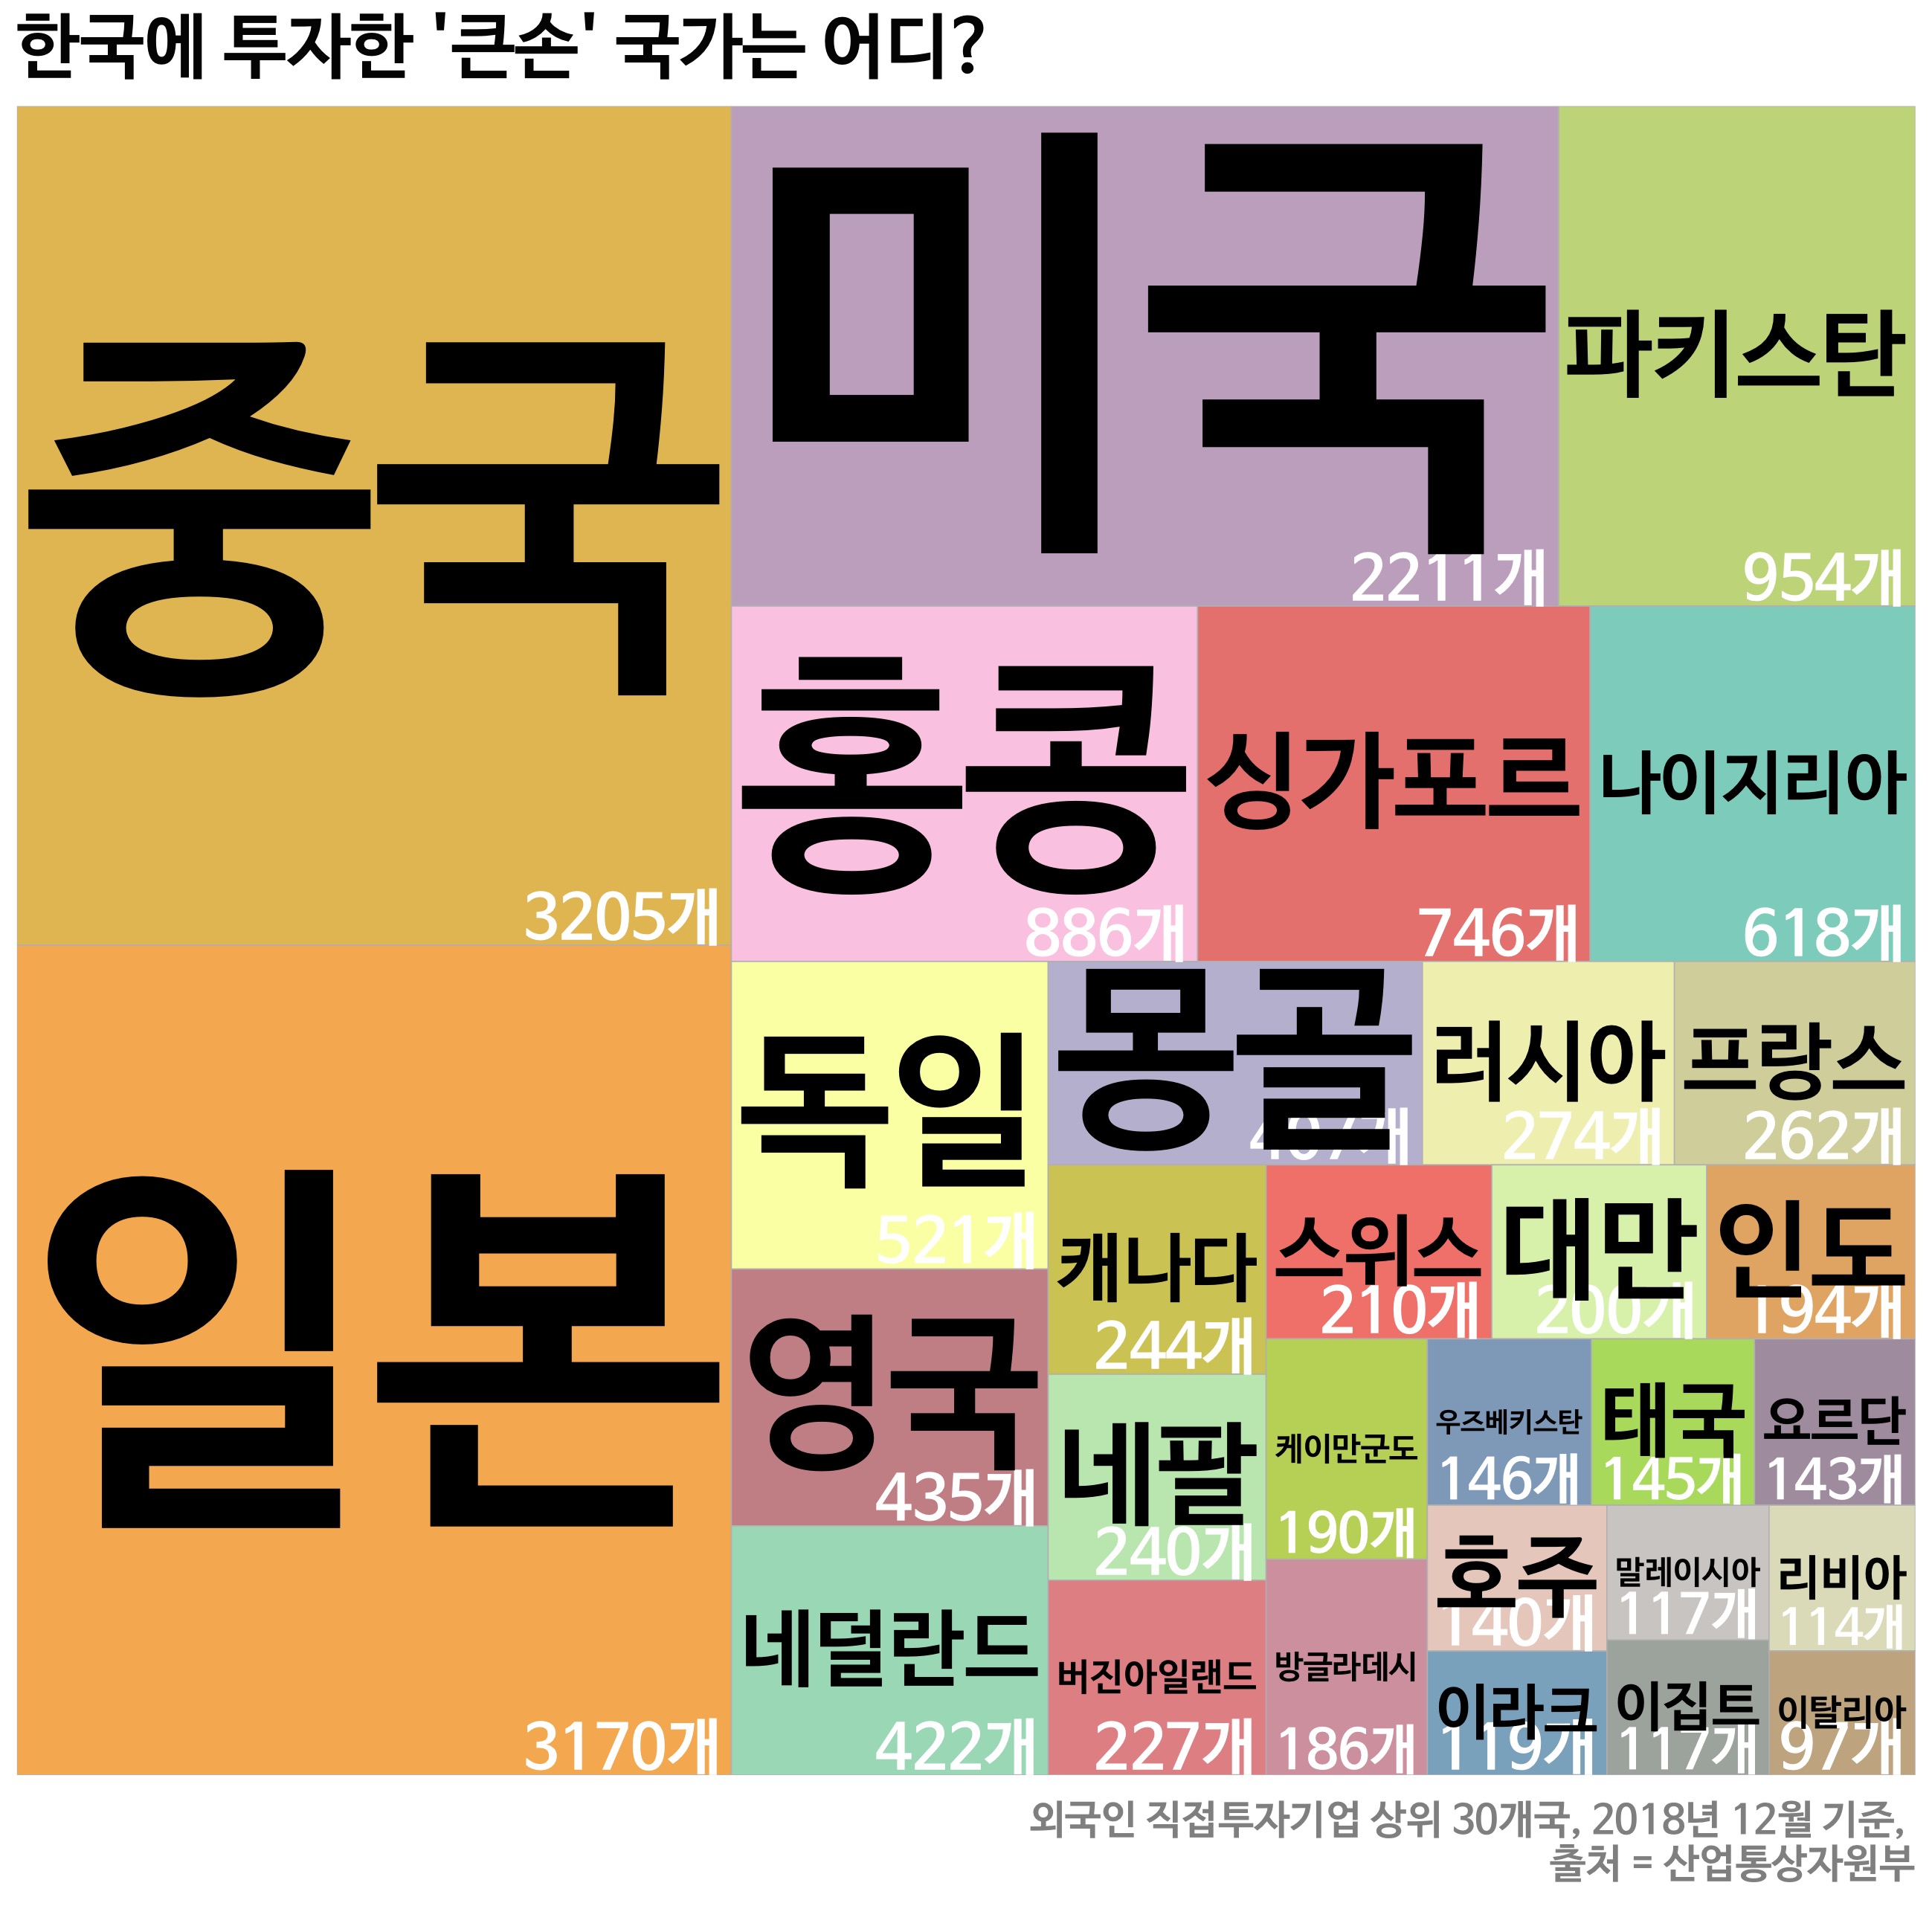 한국에 투자한 '큰손' 국가는 어디?
중국
3205개
일본
3170개
미국
2211개
파키스탄
954개
홍콩
886개
싱가포르
746개
나이지리아
618개
독일
521개
영국
435개
네덜란드
422개
몽골
407개
러시아
274개
프랑스
262개
캐나다
244개
네팔
240개
버진아일랜드
227개
스위스
210개
대만
200개
인도
194개
케이만군도
190개
방글라데시
186개
우즈베키스탄
146개
태국
145개
요르단
143개
호주
140개
이라크
119개
말레이시아
117개
이집트
117개
리비아
114개
이탈리아
97개
외국인 직접투자기업 상위 30개국, 2018년 12월 기준,
출처 = 산업통상자원부